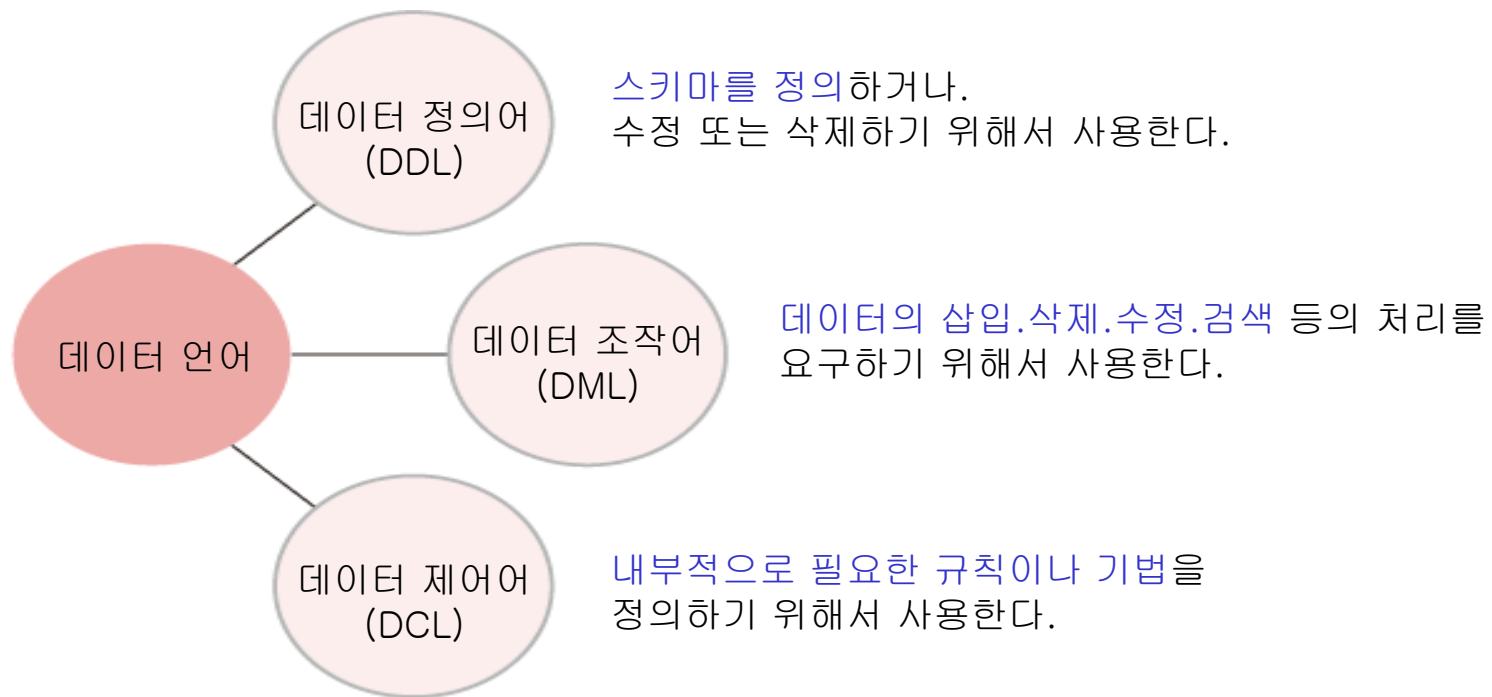 데이터 정의어
(DDL)
스키마를 정의하거나.
수정 또는 삭제하기 위해서 사용한다.
데이터 언어
데이터 조작어
(DML)
데이터의 삽입.삭제.수정.검색 등의 처리를
요구하기 위해서 사용한다.
데이터 제어어
(DCL)
내부적으로 필요한 규칙이나 기법을
정의하기 위해서 사용한다.